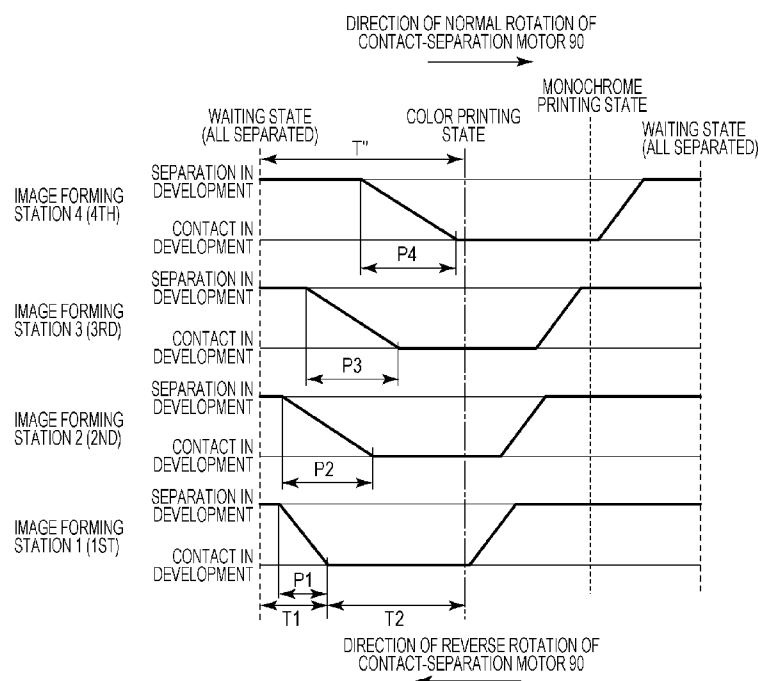 DIRECTION OF NORMAL ROTATION OF
CONTACT-SEPARATION MOTOR 90
MONOCHROME
PRINTING STATE
WAITING STATE
(ALL SEPARATED)
COLOR PRINTING
STATE
WAITING STATE
(ALL SEPARATED)
T"
IMAGE FORMING
STATION 4 (4TH)
SEPARATION IN
DEVELOPMENT
CONTACT IN
DEVELOPMENT
P4
IMAGE FORMING
STATION 3 (3RD)
SEPARATION IN
DEVELOPMENT
CONTACT IN
DEVELOPMENT
P3
IMAGE FORMING
STATION 2 (2ND)
SEPARATION IN
DEVELOPMENT
CONTACT IN
DEVELOPMENT
P2
IMAGE FORMING
STATION 1 (1ST)
SEPARATION IN
DEVELOPMENT
CONTACT IN
DEVELOPMENT
P1
T1
T2
DIRECTION OF REVERSE ROTATION OF
CONTACT-SEPARATION MOTOR 90